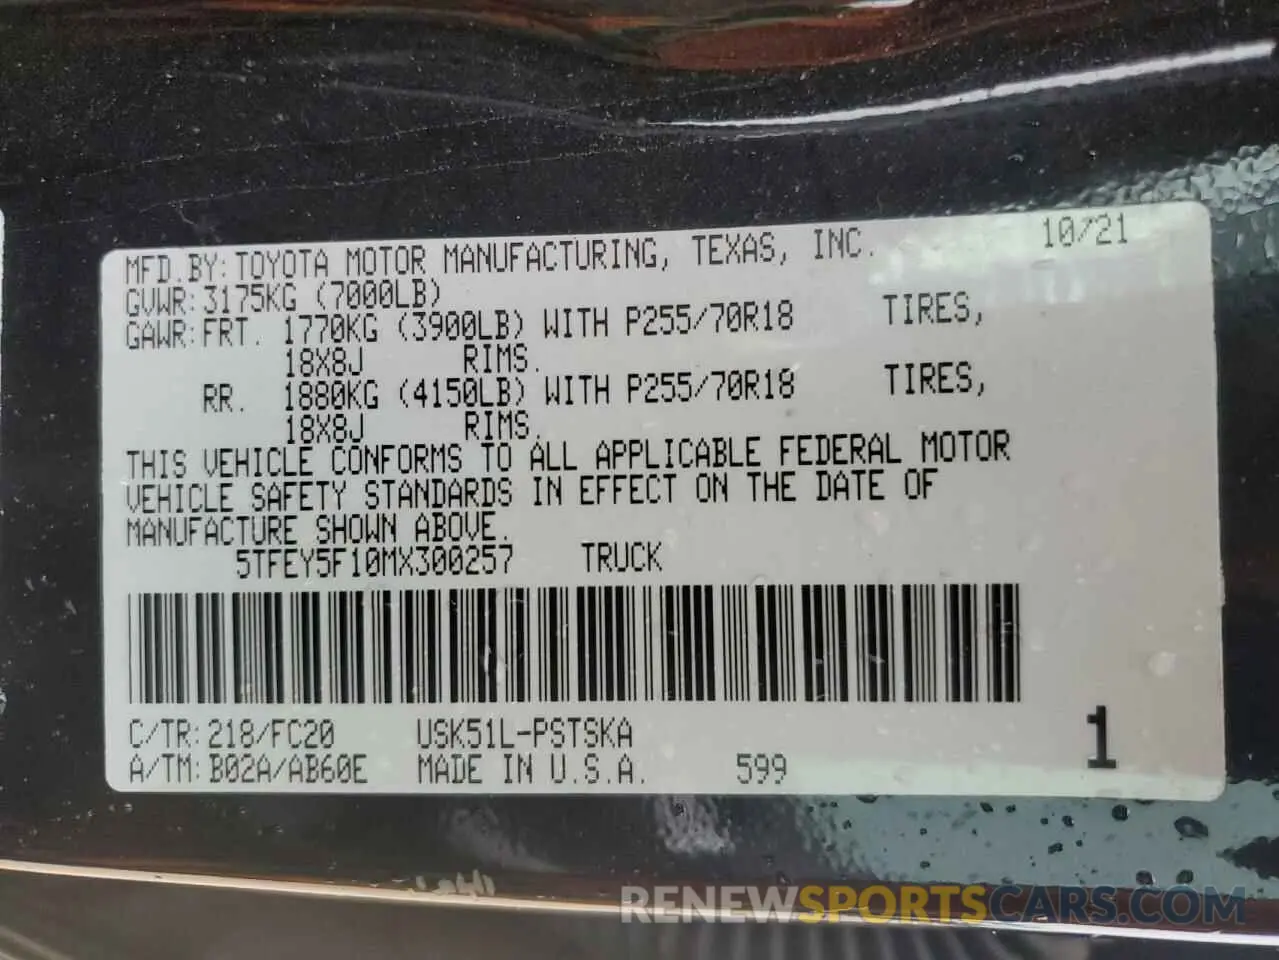 MFD.BY: TOYOTA MOTOR MANUFACTURING, TEXAS, INC. 10/21
GVWR: 3175KG (7000LB)
GAWR: FRT. 1770KG (3900LB) WITH P255/70R18 TIRES,
18X8J RIMS.
RR. 1880KG (4150LB) WITH P255/70R18 TIRES,
18X8J RIMS.
THIS VEHICLE CONFORMS TO ALL APPLICABLE FEDERAL MOTOR
VEHICLE SAFETY STANDARDS IN EFFECT ON THE DATE OF
MANUFACTURE SHOWN ABOVE.
5TFEY5F10MX300257 TRUCK
C/TR: 218/FC20 USK51L-PSTSKA
A/TM: B02A/AB60E MADE IN U.S.A. 599
1
RENEWSPORTSCARS.COM